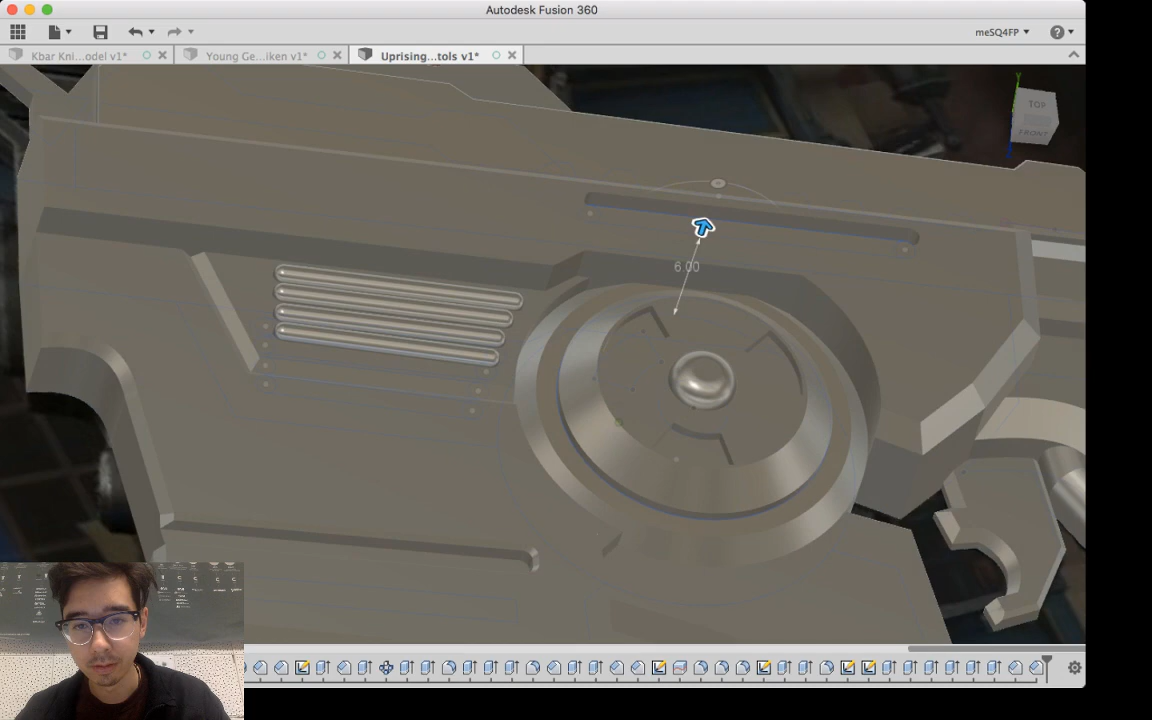 Autodesk Fusion 360
meSQ4FP
Kbar Kni...odel v1*
Young Ge...iken v1*
Uprising...tols v1*
TOP
FRONT
6.00